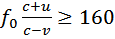 f₀ (c+u)/(c−v) ≥ 160